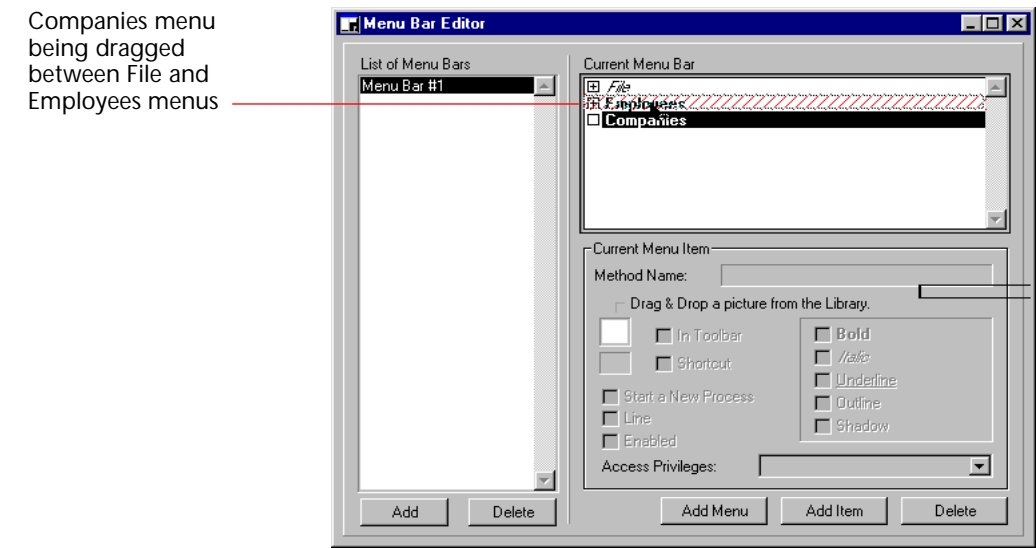 Companies menu
being dragged
between File and
Employees menus
Menu Bar Editor
List of Menu Bars
Menu Bar #1
Add
Delete
Current Menu Bar
File
Employees
Companies
Current Menu Item
Method Name:
Drag & Drop a picture from the Library.
In Toolbar
Shortcut
Start a New Process
Line
Enabled
Bold
Italic
Underline
Outline
Shadow
Access Privileges:
Add Menu
Add Item
Delete